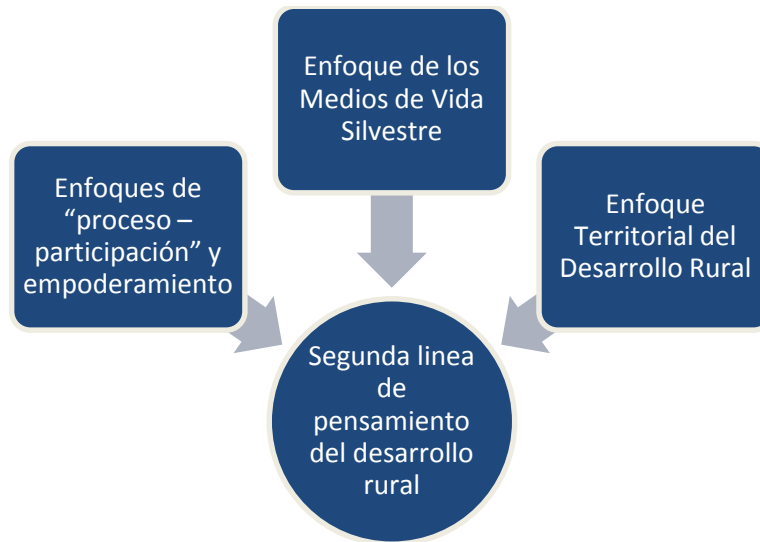 Enfoque de los
Medios de Vida
Silvestre
Enfoques de
“proceso –
participación” y
empoderamiento
Enfoque
Territorial del
Desarrollo Rural
Segunda linea
de
pensamiento
del desarrollo
rural